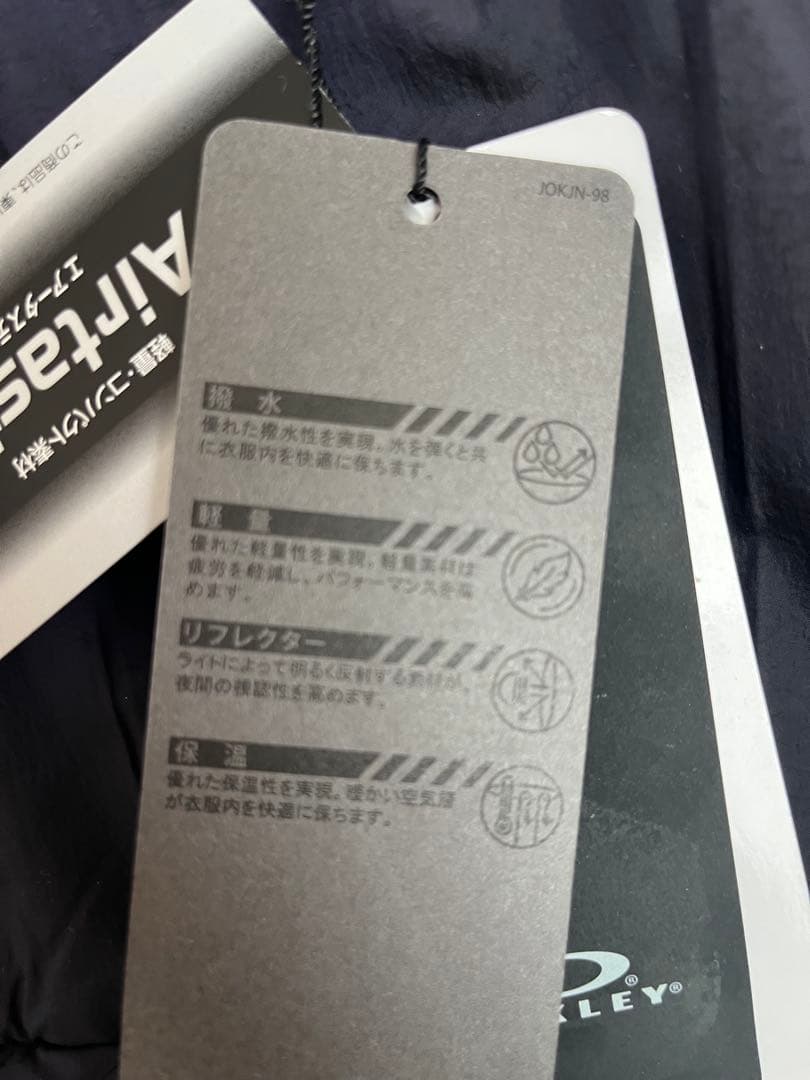 JOKJN-98
撥 水
優れた撥水性を実現。水を弾くと共
に衣服内を快適に保ちます。
軽 量
優れた軽量性を実現。軽量素材は
疲労を軽減し、パフォーマンスを高
めます。
リフレクター
ライトによって明るく反射する素材が、
夜間の視認性を高めます。
保 温
優れた保温性を実現。暖かい空気層
が衣服内を快適に保ちます。
この商品は、
Airtas
エアータス
軽量・コンパクト素材
KLEY®